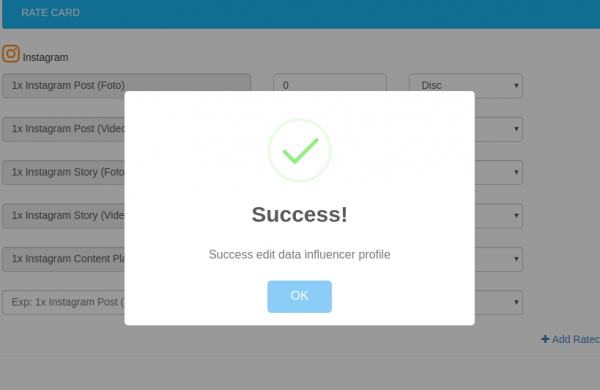 RATE CARD
Instagram
1x Instagram Post (Foto)
0
Disc
1x Instagram Post (Video
1x Instagram Story (Foto
1x Instagram Story (Vide
1x Instagram Content Pla
Exp: 1x Instagram Post (
Success!
Success edit data influencer profile
OK
Add Ratec